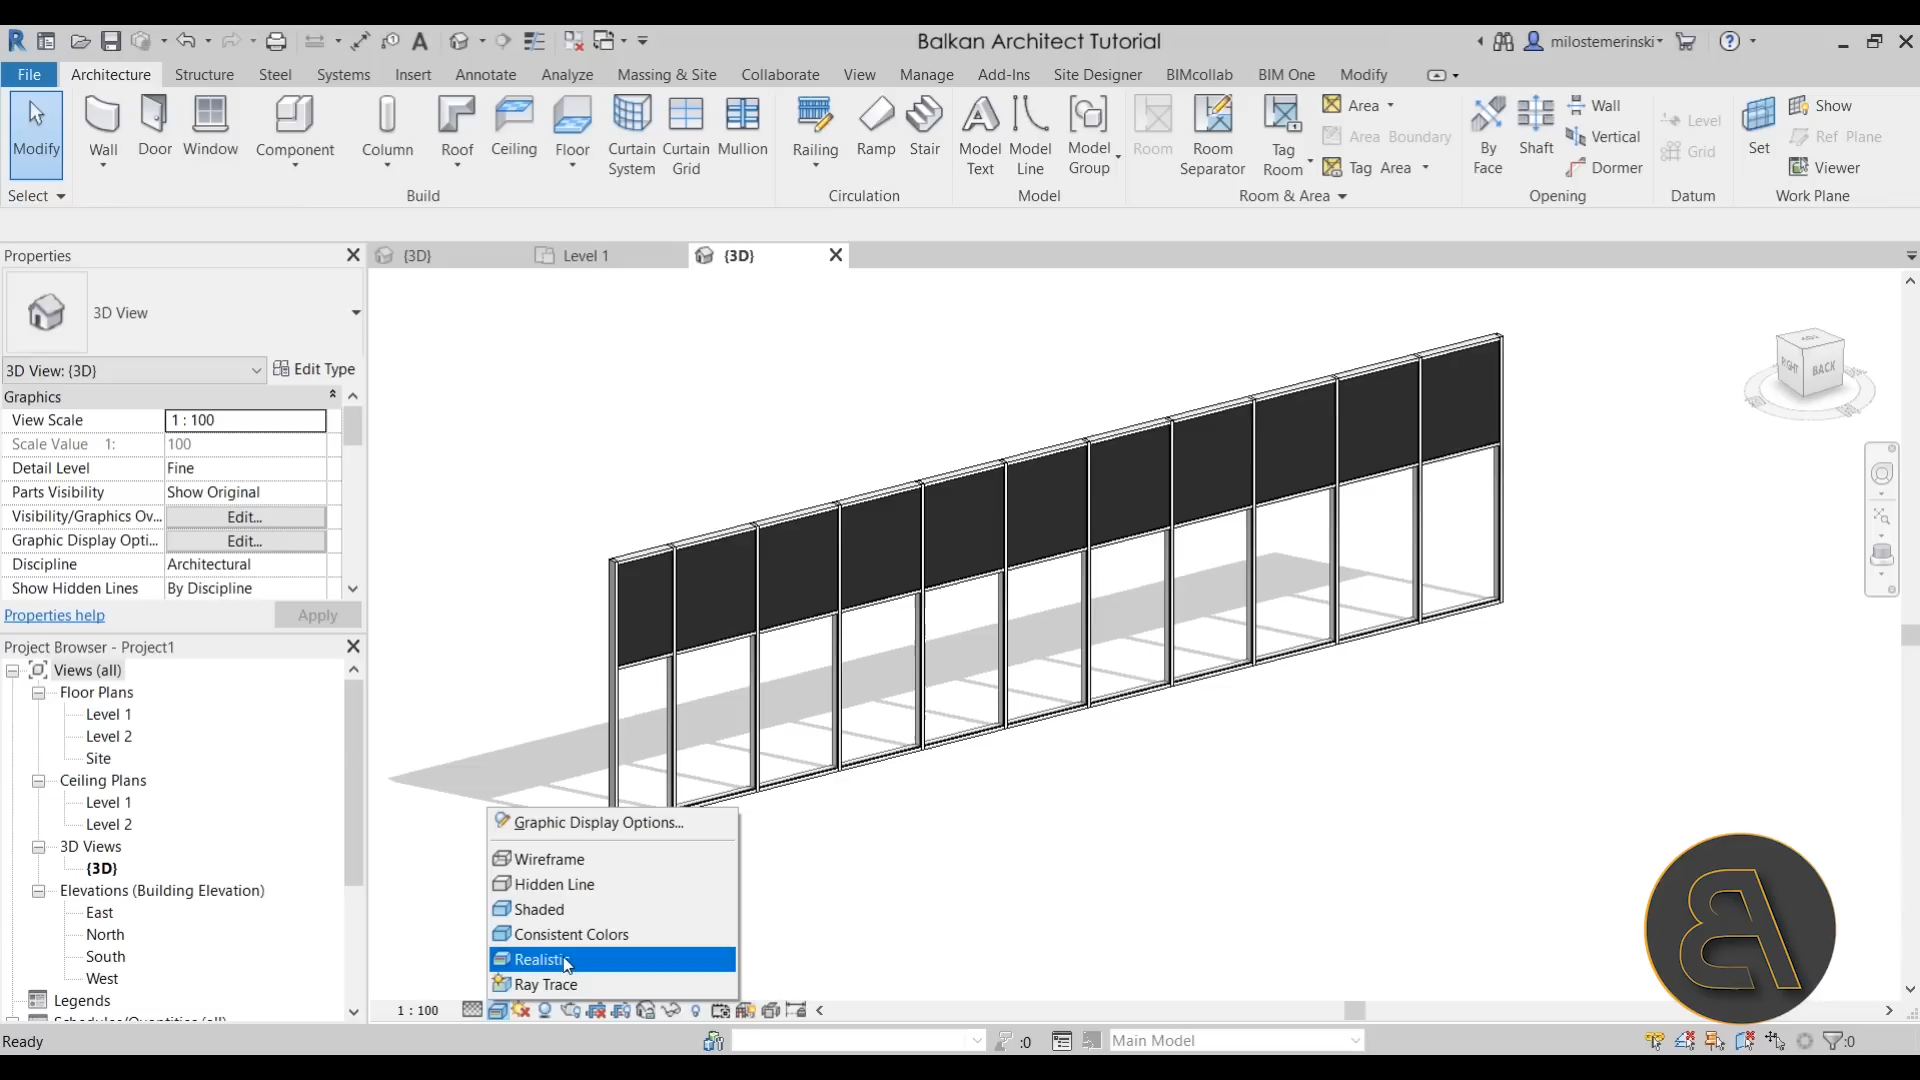 Balkan Architect Tutorial
milostemerinski
File Architecture Structure Steel Systems Insert Annotate Analyze Massing & Site Collaborate View Manage Add-Ins Site Designer BIMcollab BIM One Modify
Modify
Wall
Door
Window
Component
Column
Roof
Ceiling
Floor
Curtain System
Curtain Grid
Mullion
Railing
Ramp
Stair
Model Text
Model Line
Model Group
Room
Room Separator
Tag Room
Area
Area Boundary
Tag Area
By Face
Shaft
Wall
Vertical
Dormer
Level
Grid
Set
Show
Ref Plane
Viewer
Select Build Circulation Model Room & Area Opening Datum Work Plane
Properties
{3D}
Level 1
{3D}
3D View
3D View: {3D}
Edit Type
Graphics
View Scale 1 : 100
Scale Value 1: 100
Detail Level Fine
Parts Visibility Show Original
Visibility/Graphics Ov... Edit...
Graphic Display Opti... Edit...
Discipline Architectural
Show Hidden Lines By Discipline
Properties help
Apply
RIGHT
BACK
Project Browser - Project1
Views (all)
Floor Plans
Level 1
Level 2
Site
Ceiling Plans
Level 1
Level 2
3D Views
{3D}
Elevations (Building Elevation)
East
North
South
West
Legends
Graphic Display Options...
Wireframe
Hidden Line
Shaded
Consistent Colors
Realistic
Ray Trace
1 : 100
Ready
:0
Main Model
:0